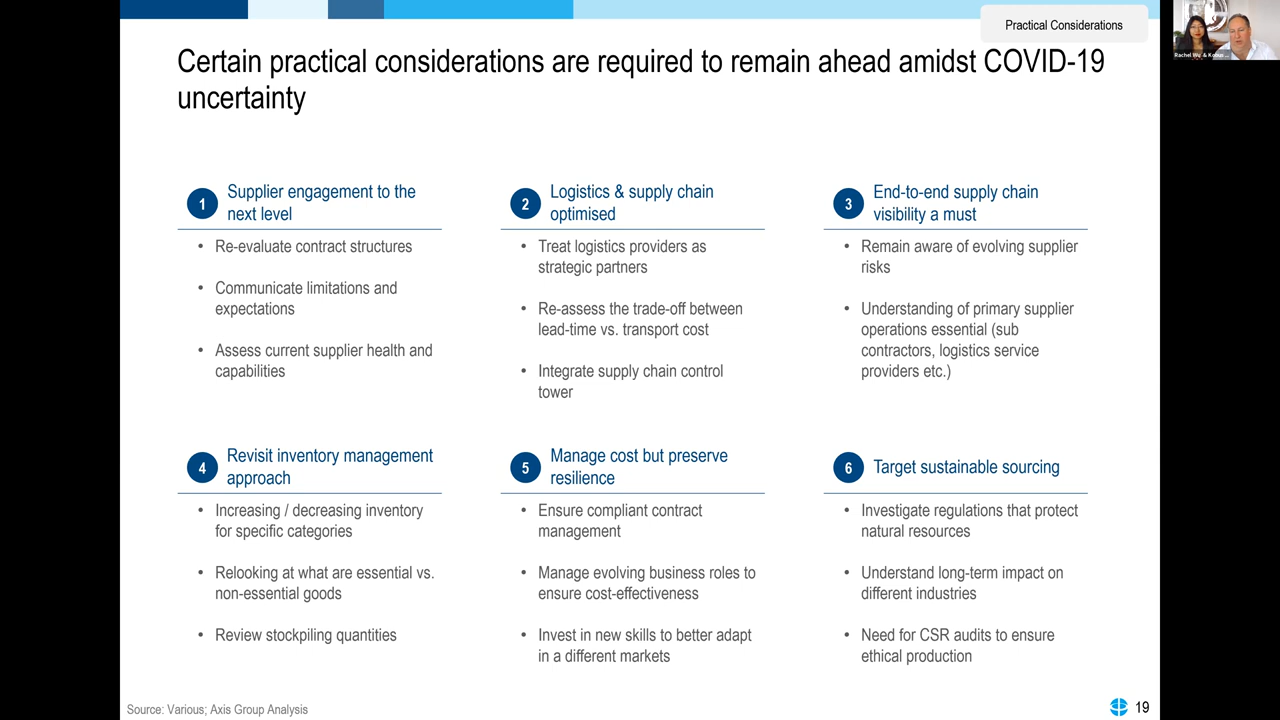 Practical Considerations
Certain practical considerations are required to remain ahead amidst COVID-19
uncertainty
1
Supplier engagement to the
next level
• Re-evaluate contract structures
• Communicate limitations and
expectations
• Assess current supplier health and
capabilities
2
Logistics & supply chain
optimised
• Treat logistics providers as
strategic partners
• Re-assess the trade-off between
lead-time vs. transport cost
• Integrate supply chain control
tower
3
End-to-end supply chain
visibility a must
• Remain aware of evolving supplier
risks
• Understanding of primary supplier
operations essential (sub
contractors, logistics service
providers etc.)
4
Revisit inventory management
approach
• Increasing / decreasing inventory
for specific categories
• Relooking at what are essential vs.
non-essential goods
• Review stockpiling quantities
5
Manage cost but preserve
resilience
• Ensure compliant contract
management
• Manage evolving business roles to
ensure cost-effectiveness
• Invest in new skills to better adapt
in a different markets
6
Target sustainable sourcing
• Investigate regulations that protect
natural resources
• Understand long-term impact on
different industries
• Need for CSR audits to ensure
ethical production
Source: Various; Axis Group Analysis
19
Rachel Wu & Kobus ...